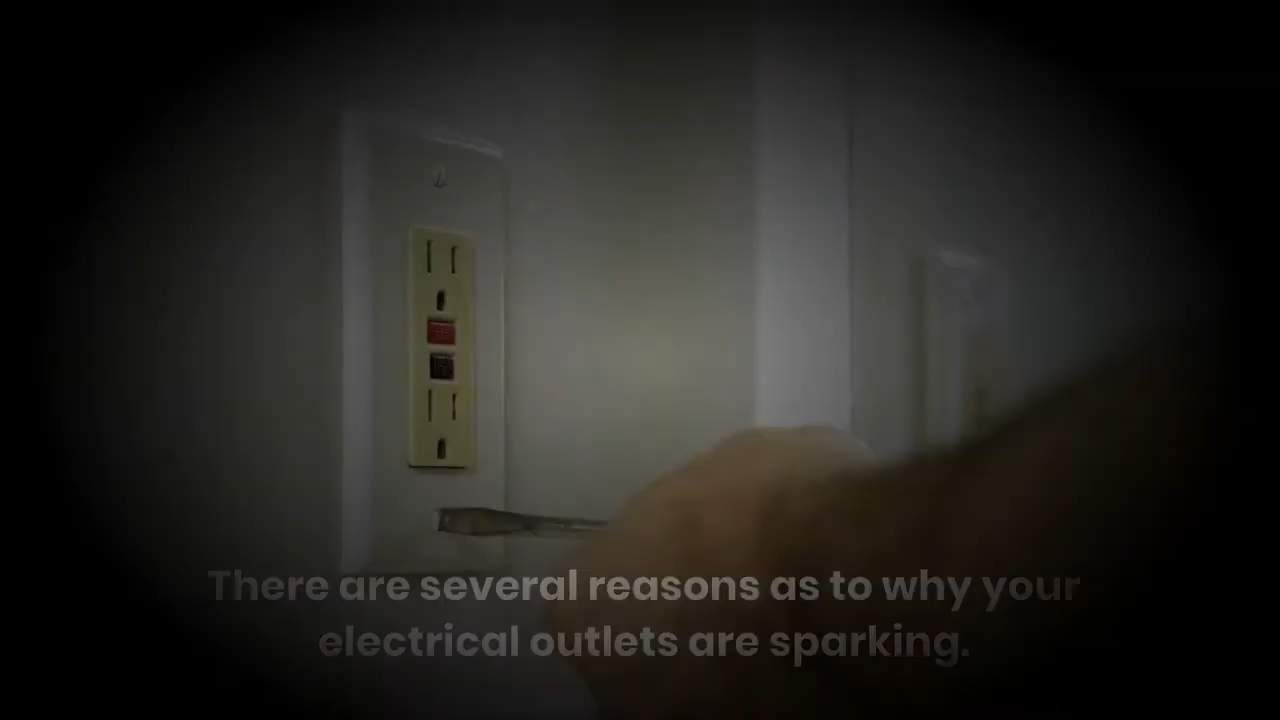 There are several reasons as to why your
electrical outlets are sparking.